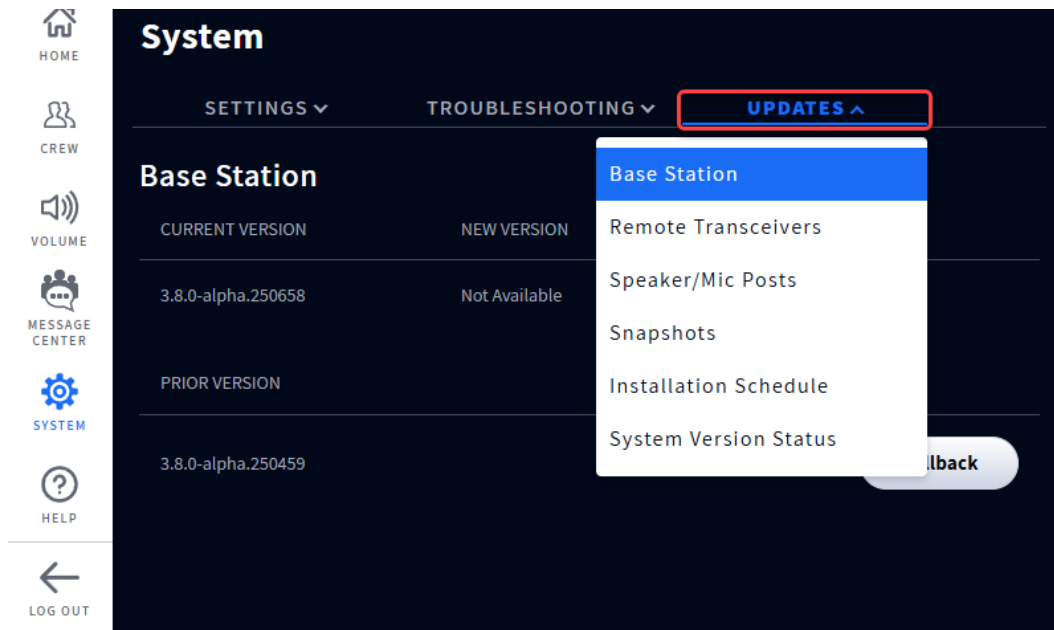 HOME
CREW
VOLUME
MESSAGE
CENTER
SYSTEM
HELP
LOG OUT
System
SETTINGS
TROUBLESHOOTING
UPDATES
Base Station
Remote Transceivers
Speaker/Mic Posts
Snapshots
Installation Schedule
System Version Status
Base Station
CURRENT VERSION
NEW VERSION
3.8.0-alpha.250658
Not Available
PRIOR VERSION
3.8.0-alpha.250459